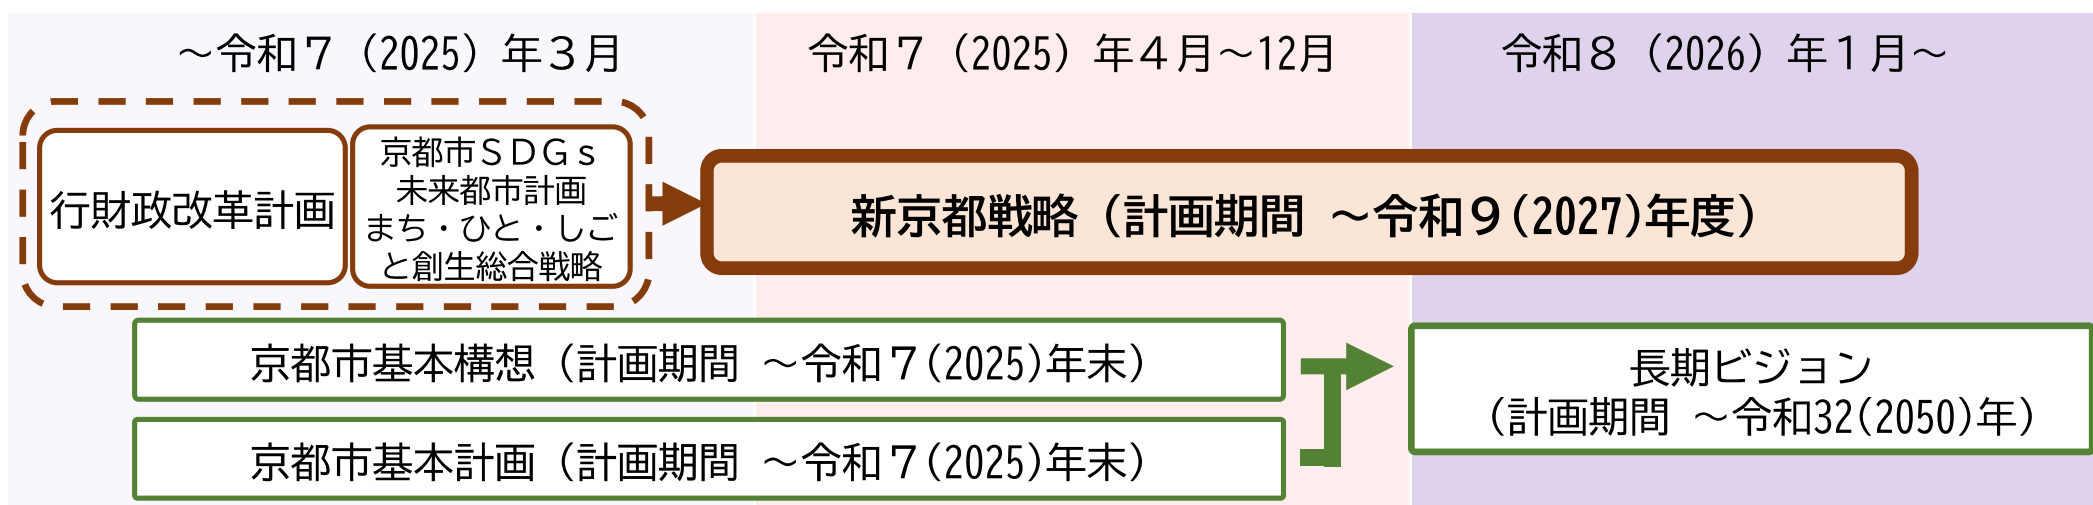 ～令和７（2025）年３月
令和７（2025）年４月～12月
令和８（2026）年１月～
行財政改革計画
京都市ＳＤＧｓ
未来都市計画
まち・ひと・しご
と創生総合戦略
新京都戦略（計画期間　～令和９(2027)年度）
京都市基本構想（計画期間　～令和７(2025)年末）
京都市基本計画（計画期間　～令和７(2025)年末）
長期ビジョン
（計画期間　～令和32(2050)年）